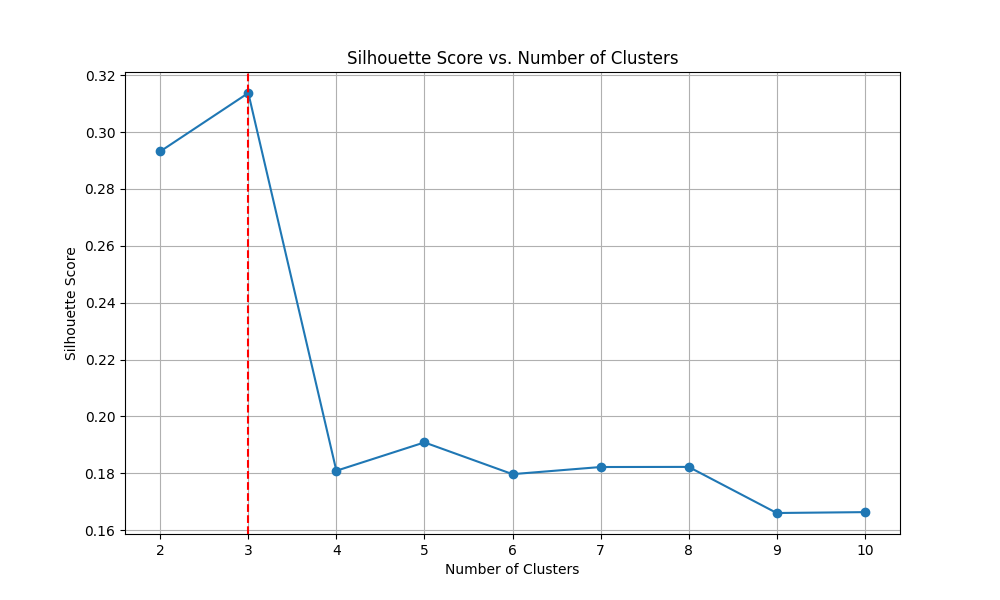 Silhouette Score vs. Number of Clusters
0.32
0.30
0.28
0.26
0.24
0.22
0.20
0.18
0.16
Silhouette Score
2 3 4 5 6 7 8 9 10
Number of Clusters